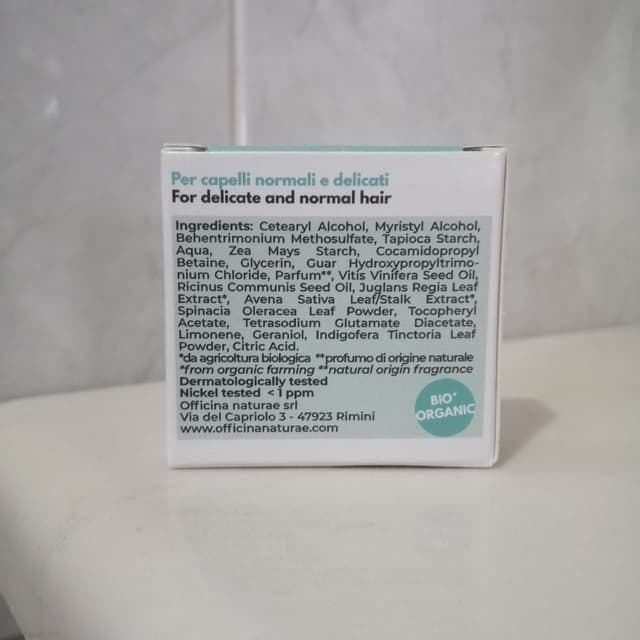 Per capelli normali e delicati
For delicate and normal hair
Ingredients: Cetearyl Alcohol, Myristyl Alcohol,
Behentrimonium Methosulfate, Tapioca Starch,
Aqua, Zea Mays Starch, Cocamidopropyl
Betaine, Glycerin, Guar Hydroxypropyltrimo-
nium Chloride, Parfum**, Vitis Vinifera Seed Oil,
Ricinus Communis Seed Oil, Juglans Regia Leaf
Extract*, Avena Sativa Leaf/Stalk Extract*,
Spinacia Oleracea Leaf Powder, Tocopheryl
Acetate, Tetrasodium Glutamate Diacetate,
Limonene, Geraniol, Indigofera Tinctoria Leaf
Powder, Citric Acid.
*da agricoltura biologica **profumo di origine naturale
*from organic farming **natural origin fragrance
Dermatologically tested
Nickel tested <1 ppm
Officina naturae srl
Via del Capriolo 3 - 47923 Rimini
www.officinanaturae.com
BIO*
ORGANIC